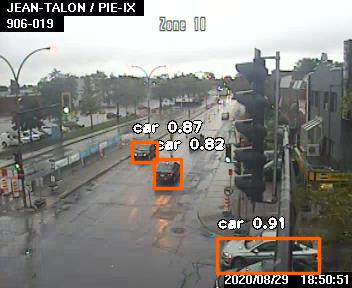 JEAN-TALON / PIE-IX
906-019
Zone 10
car 0.87
car 0.82
car 0.91
2020/08/29 18:50:51